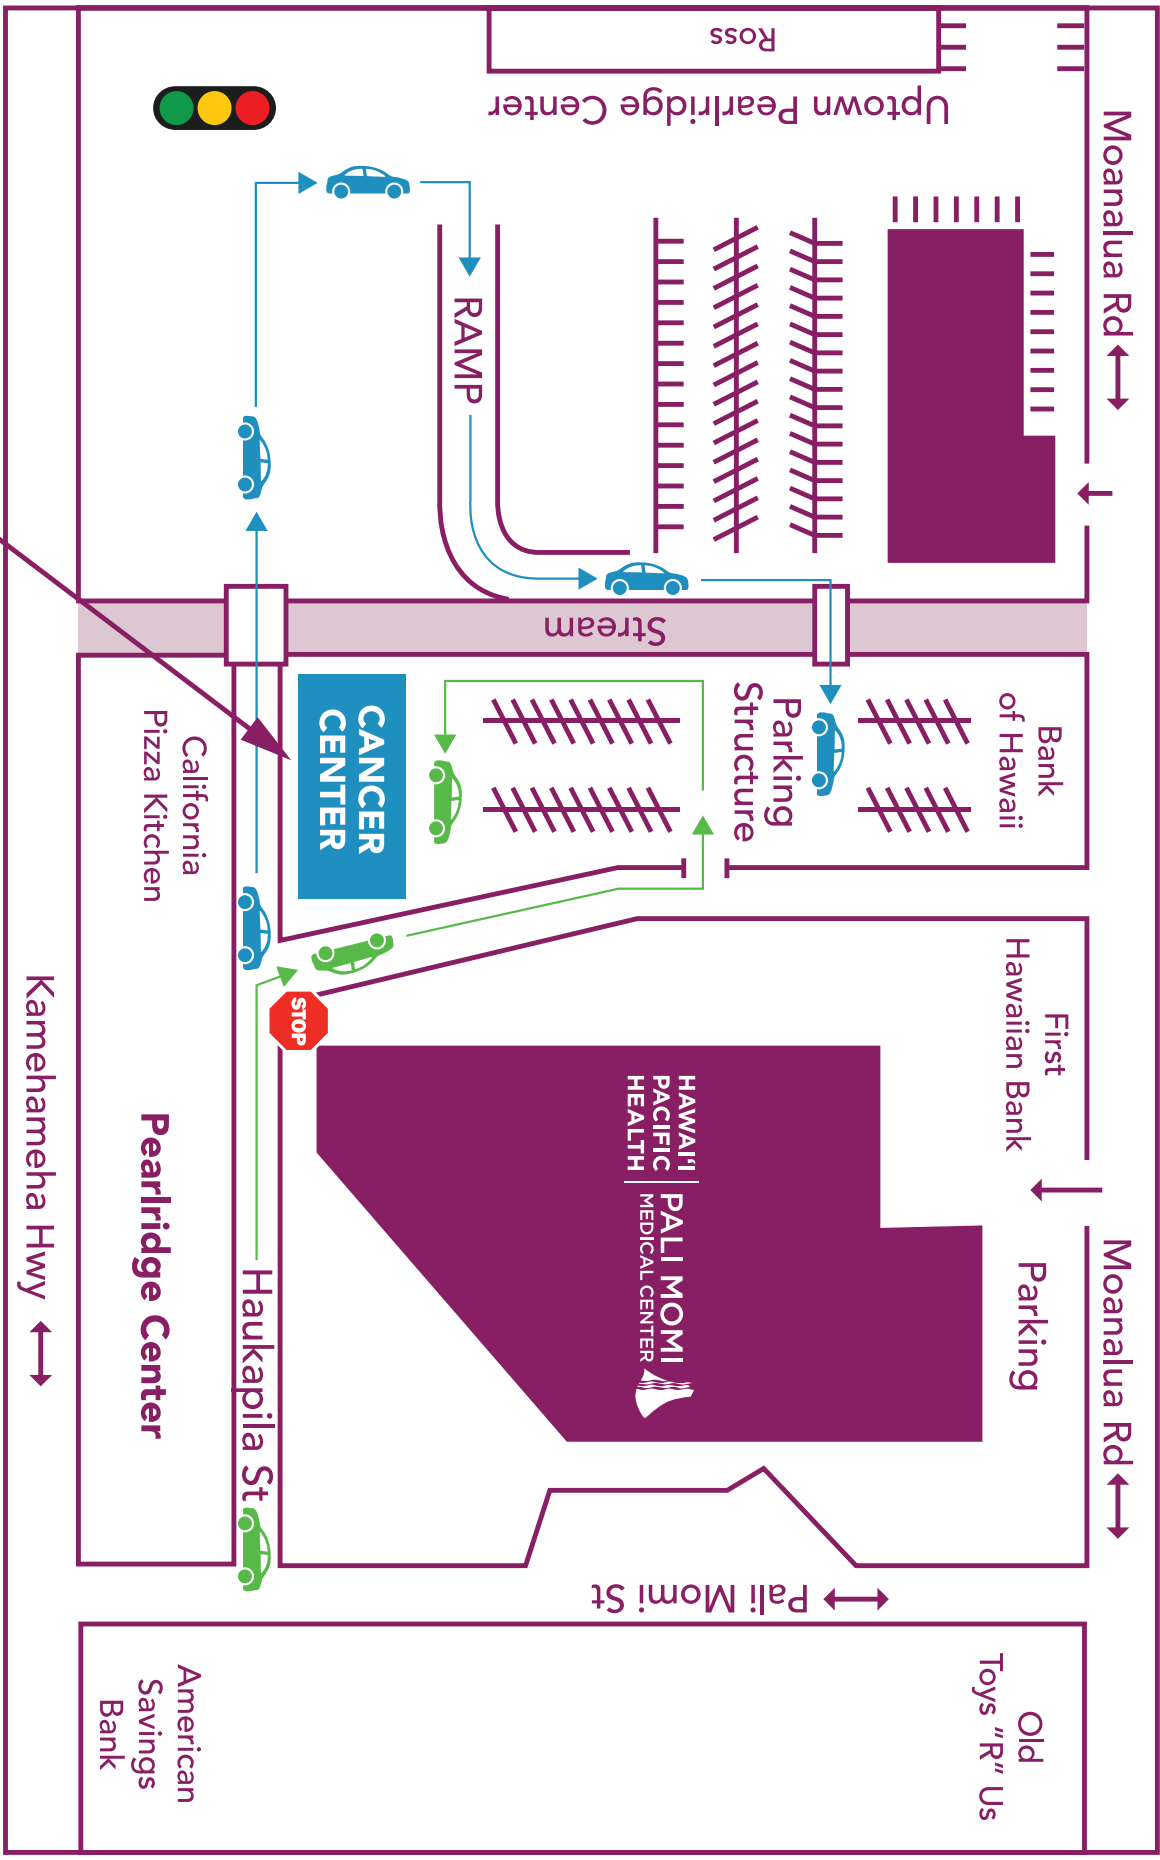 Ross
Uptown Pearlridge Center
Moanalua Rd
RAMP
Stream
California
Pizza Kitchen
CANCER
CENTER
Parking
Structure
Bank
of Hawaii
First
Hawaiian Bank
STOP
Kamehameha Hwy
Pearlridge Center
Haukapila St
HAWAI‘I
PACIFIC
HEALTH
PALI MOMI
MEDICAL CENTER
Parking
Moanalua Rd
Pali Momi St
American
Savings
Bank
Old
Toys “R” Us